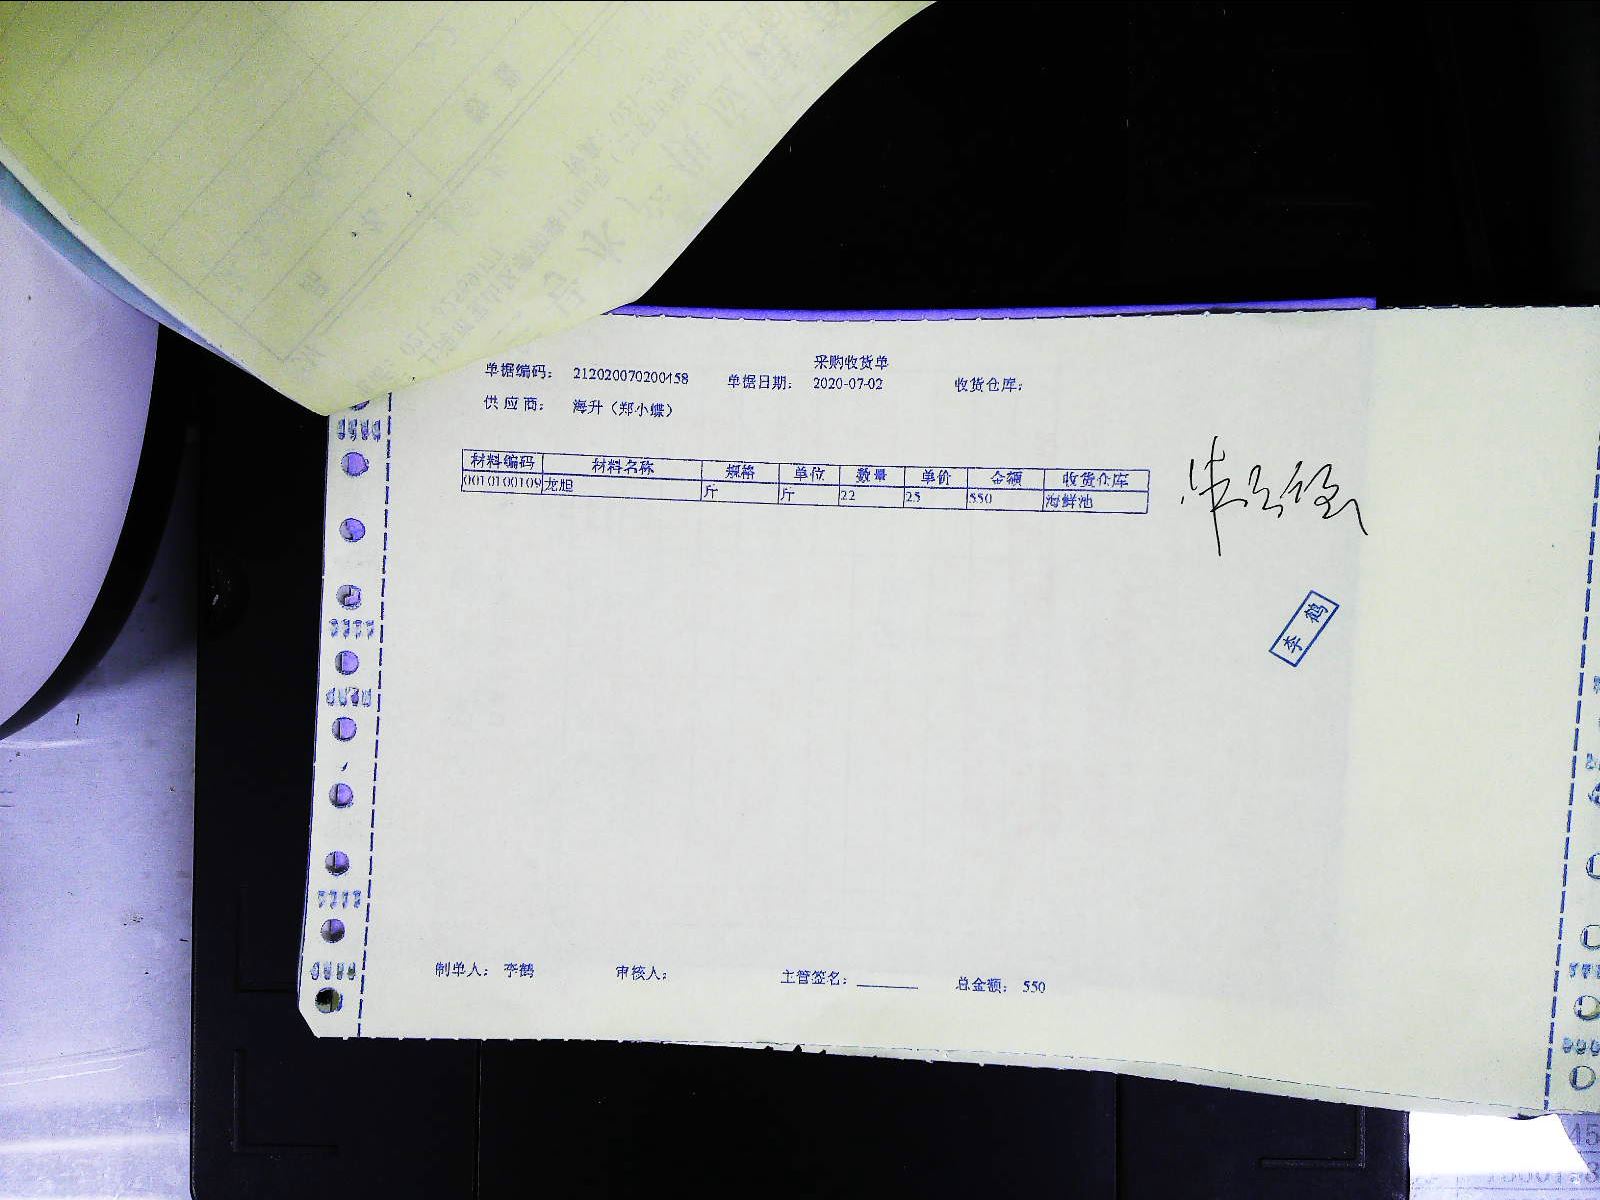 采购收货单
单据编码: 212020070200458 单据日期: 2020-07-02 收货仓库:
供 应 商: 海升（郑小蝶）
材料编码 材料名称 规格 单位 数量 单价 金额 收货仓库
0010100109 龙胆 斤 斤 22 25 550 海鲜池
李鹤
制单人: 李鹤 审核人: 主管签名: ______ 总金额: 550